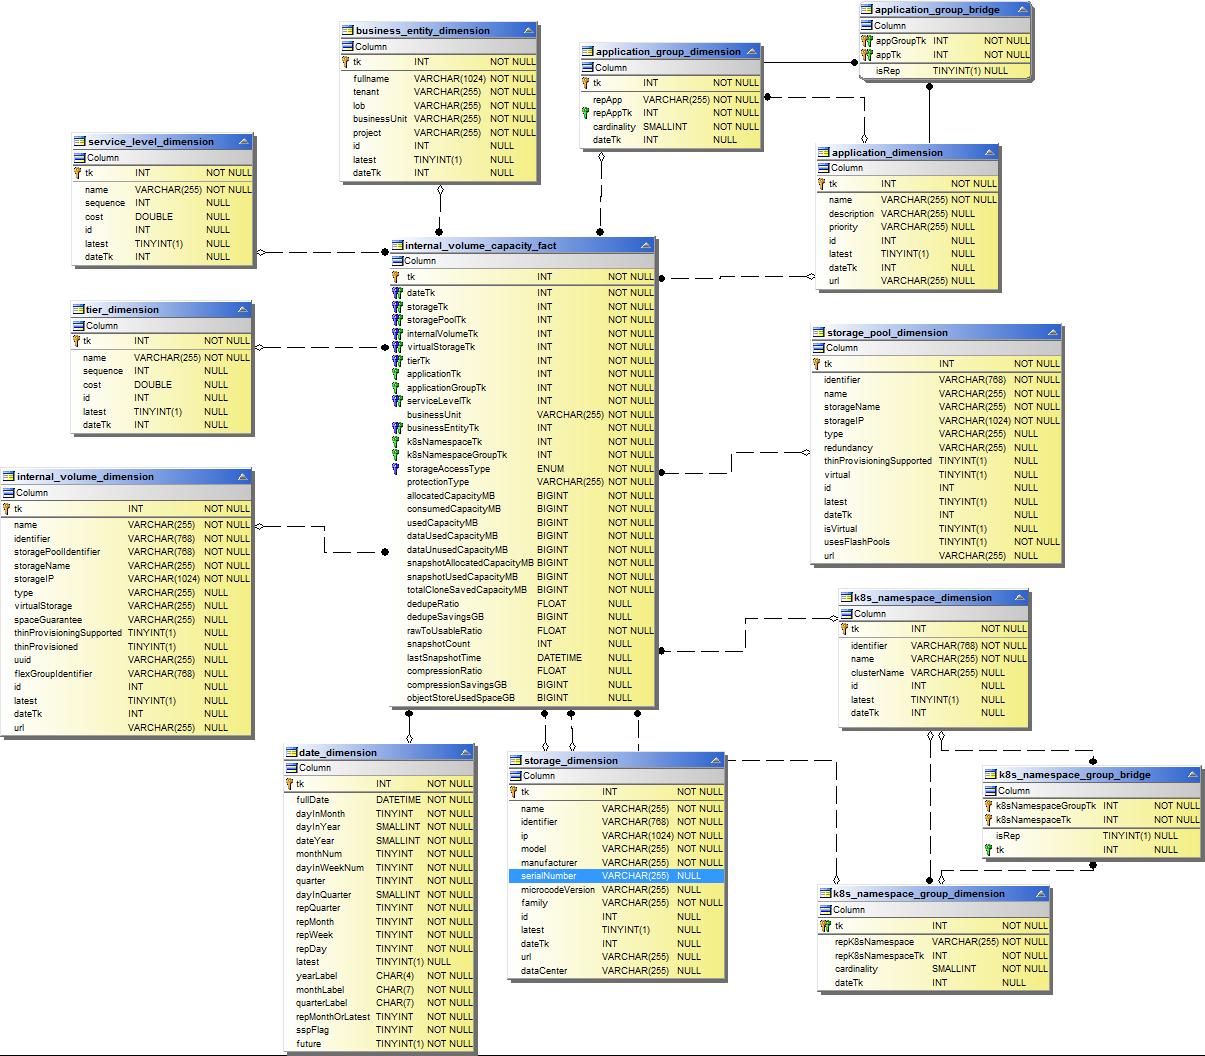 business_entity_dimension
Column
tk INT NOT NULL
fullname VARCHAR(1024) NOT NULL
tenant VARCHAR(255) NOT NULL
lob VARCHAR(255) NOT NULL
businessUnit VARCHAR(255) NOT NULL
project VARCHAR(255) NOT NULL
id INT NULL
latest TINYINT(1) NULL
dateTk INT NULL
application_group_dimension
Column
tk INT NOT NULL
repApp VARCHAR(255) NOT NULL
repAppTk INT NOT NULL
cardinality SMALLINT NOT NULL
dateTk INT NULL
application_group_bridge
Column
appGroupTk INT NOT NULL
appTk INT NOT NULL
isRep TINYINT(1) NULL
service_level_dimension
Column
tk INT NOT NULL
name VARCHAR(255) NOT NULL
sequence INT NULL
cost DOUBLE NULL
id INT NULL
latest TINYINT(1) NULL
dateTk INT NULL
application_dimension
Column
tk INT NOT NULL
name VARCHAR(255) NOT NULL
description VARCHAR(255) NULL
priority VARCHAR(255) NULL
id INT NULL
latest TINYINT(1) NULL
dateTk INT NULL
url VARCHAR(255) NULL
internal_volume_capacity_fact
Column
tk INT NOT NULL
dateTk INT NOT NULL
storageTk INT NOT NULL
storagePoolTk INT NOT NULL
internalVolumeTk INT NOT NULL
virtualStorageTk INT NOT NULL
tierTk INT NOT NULL
applicationTk INT NOT NULL
applicationGroupTk INT NOT NULL
serviceLevelTk INT NOT NULL
businessUnit VARCHAR(255) NOT NULL
businessEntityTk INT NOT NULL
k8sNamespaceTk INT NOT NULL
k8sNamespaceGroupTk INT NOT NULL
storageAccessType ENUM NOT NULL
protectionType VARCHAR(255) NOT NULL
allocatedCapacityMB BIGINT NOT NULL
consumedCapacityMB BIGINT NOT NULL
usedCapacityMB BIGINT NOT NULL
dataUsedCapacityMB BIGINT NOT NULL
dataUnusedCapacityMB BIGINT NOT NULL
snapshotAllocatedCapacityMB BIGINT NOT NULL
snapshotUsedCapacityMB BIGINT NOT NULL
totalCloneSavedCapacityMB BIGINT NOT NULL
dedupeRatio FLOAT NULL
dedupeSavingsGB BIGINT NULL
rawToUsableRatio FLOAT NOT NULL
snapshotCount INT NULL
lastSnapshotTime DATETIME NULL
compressionRatio FLOAT NULL
compressionSavingsGB BIGINT NULL
objectStoreUsedSpaceGB BIGINT NULL
tier_dimension
Column
tk INT NOT NULL
name VARCHAR(255) NOT NULL
sequence INT NULL
cost DOUBLE NULL
id INT NULL
latest TINYINT(1) NULL
dateTk INT NULL
storage_pool_dimension
Column
tk INT NOT NULL
identifier VARCHAR(768) NOT NULL
name VARCHAR(255) NOT NULL
storageName VARCHAR(255) NOT NULL
storageIP VARCHAR(1024) NOT NULL
type VARCHAR(255) NULL
redundancy VARCHAR(255) NULL
thinProvisioningSupported TINYINT(1) NULL
virtual TINYINT(1) NULL
id INT NULL
latest TINYINT(1) NULL
dateTk INT NULL
isVirtual TINYINT(1) NULL
usesFlashPools TINYINT(1) NOT NULL
url VARCHAR(255) NULL
internal_volume_dimension
Column
tk INT NOT NULL
name VARCHAR(255) NOT NULL
identifier VARCHAR(768) NOT NULL
storagePoolIdentifier VARCHAR(768) NOT NULL
storageName VARCHAR(255) NOT NULL
storageIP VARCHAR(1024) NOT NULL
type VARCHAR(255) NULL
virtualStorage VARCHAR(255) NULL
spaceGuarantee VARCHAR(255) NULL
thinProvisioningSupported TINYINT(1) NULL
thinProvisioned TINYINT(1) NULL
uuid VARCHAR(255) NULL
flexGroupIdentifier VARCHAR(768) NULL
id INT NULL
latest TINYINT(1) NULL
dateTk INT NULL
url VARCHAR(255) NULL
k8s_namespace_dimension
Column
tk INT NOT NULL
identifier VARCHAR(768) NOT NULL
name VARCHAR(255) NOT NULL
clusterName VARCHAR(255) NULL
id INT NULL
latest TINYINT(1) NULL
dateTk INT NULL
date_dimension
Column
tk INT NOT NULL
fullDate DATETIME NOT NULL
dayInMonth TINYINT NOT NULL
dayInYear SMALLINT NOT NULL
dateYear SMALLINT NOT NULL
monthNum TINYINT NOT NULL
dayInWeekNum TINYINT NOT NULL
quarter TINYINT NOT NULL
dayInQuarter SMALLINT NOT NULL
repQuarter TINYINT NOT NULL
repMonth TINYINT NOT NULL
repWeek TINYINT NOT NULL
repDay TINYINT NOT NULL
latest TINYINT(1) NULL
yearLabel CHAR(4) NOT NULL
monthLabel CHAR(7) NOT NULL
quarterLabel CHAR(7) NOT NULL
repMonthOrLatest TINYINT NOT NULL
sspFlag TINYINT NOT NULL
future TINYINT(1) NOT NULL
storage_dimension
Column
tk INT NOT NULL
name VARCHAR(255) NOT NULL
identifier VARCHAR(768) NOT NULL
ip VARCHAR(1024) NOT NULL
model VARCHAR(255) NOT NULL
manufacturer VARCHAR(255) NOT NULL
serialNumber VARCHAR(255) NULL
microcodeVersion VARCHAR(255) NULL
family VARCHAR(255) NOT NULL
id INT NULL
latest TINYINT(1) NULL
dateTk INT NULL
url VARCHAR(255) NULL
dataCenter VARCHAR(255) NULL
k8s_namespace_group_bridge
Column
k8sNamespaceGroupTk INT NOT NULL
k8sNamespaceTk INT NOT NULL
isRep TINYINT(1) NULL
tk INT NOT NULL
k8s_namespace_group_dimension
Column
tk INT NOT NULL
repK8sNamespace VARCHAR(255) NOT NULL
repK8sNamespaceTk INT NOT NULL
cardinality SMALLINT NOT NULL
dateTk INT NULL